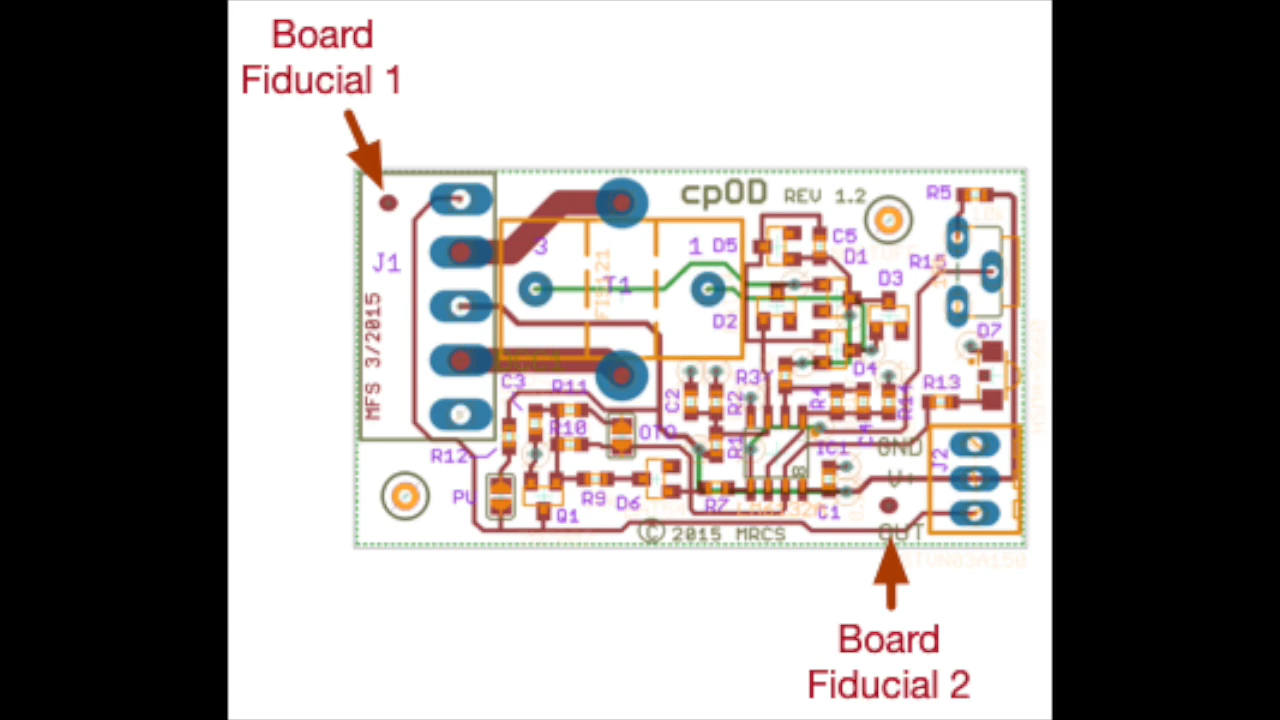 Board
Fiducial 1
cpOD REV 1.2
R5
J1
3
1
D5
C5
D1
T1
R15
D3
D2
D7
MFS 3/2015
C3
R11
R3
D4
R13
C2
R2
R4
R10
OTO
R1
IC1
GND
R12
J2
V+
PU
R9
D6
R7
C1
Q1
© 2015 MRCS
OUT
Board
Fiducial 2